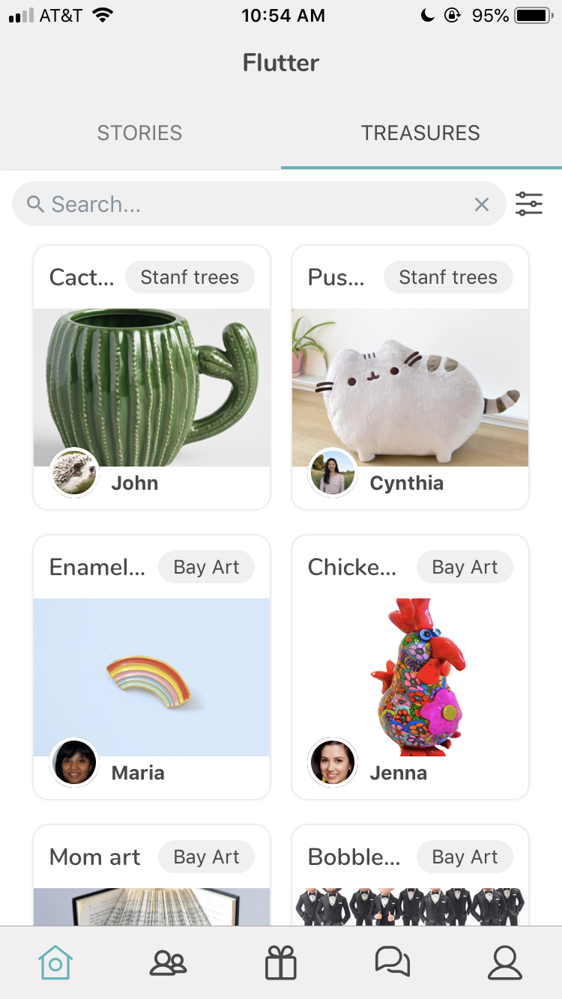 AT&T 10:54 AM 95%
Flutter
STORIES TREASURES
Search...
Cact... Stanf trees
Pus... Stanf trees
John
Cynthia
Enamel... Bay Art
Chicke... Bay Art
Maria
Jenna
Mom art Bay Art
Bobble... Bay Art